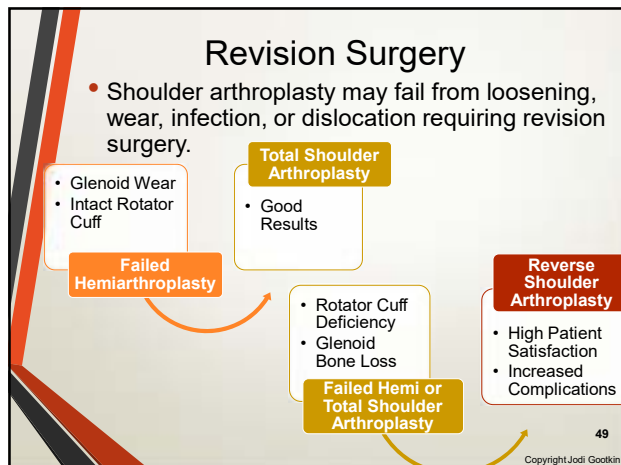 Revision Surgery
• Shoulder arthroplasty may fail from loosening,
wear, infection, or dislocation requiring revision
surgery.
• Glenoid Wear
• Intact Rotator
Cuff
Failed
Hemiarthroplasty
Total Shoulder
Arthroplasty
• Good
Results
• Rotator Cuff
Deficiency
• Glenoid
Bone Loss
Failed Hemi or
Total Shoulder
Arthroplasty
Reverse
Shoulder
Arthroplasty
• High Patient
Satisfaction
• Increased
Complications
49
Copyright Jodi Gootkin